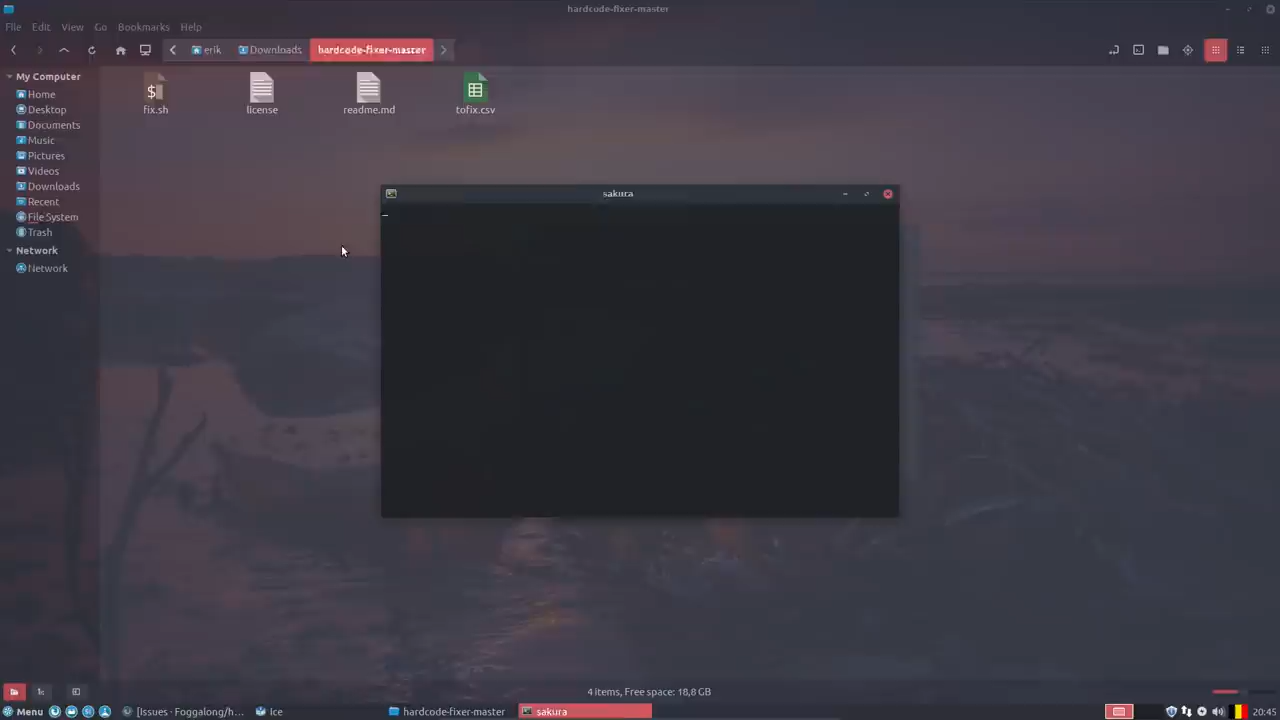 hardcode-fixer-master
File Edit View Go Bookmarks Help
erik Downloads hardcode-fixer-master
My Computer
Home
Desktop
Documents
Music
Pictures
Videos
Downloads
Recent
File System
Trash
Network
Network
$
fix.sh license readme.md tofix.csv
sakura
4 items, Free space: 18,8 GB
Menu [Issues · Foggalong/h... Ice hardcode-fixer-master sakura 20:45